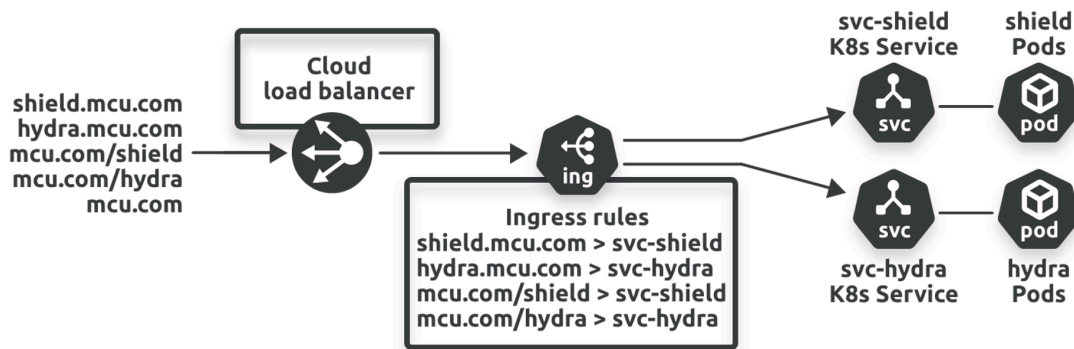 shield.mcu.com
hydra.mcu.com
mcu.com/shield
mcu.com/hydra
mcu.com
Cloud
load balancer
ing
Ingress rules
shield.mcu.com > svc-shield
hydra.mcu.com > svc-hydra
mcu.com/shield > svc-shield
mcu.com/hydra > svc-hydra
svc-shield
K8s Service
svc
shield
Pods
pod
svc
svc-hydra
K8s Service
pod
hydra
Pods